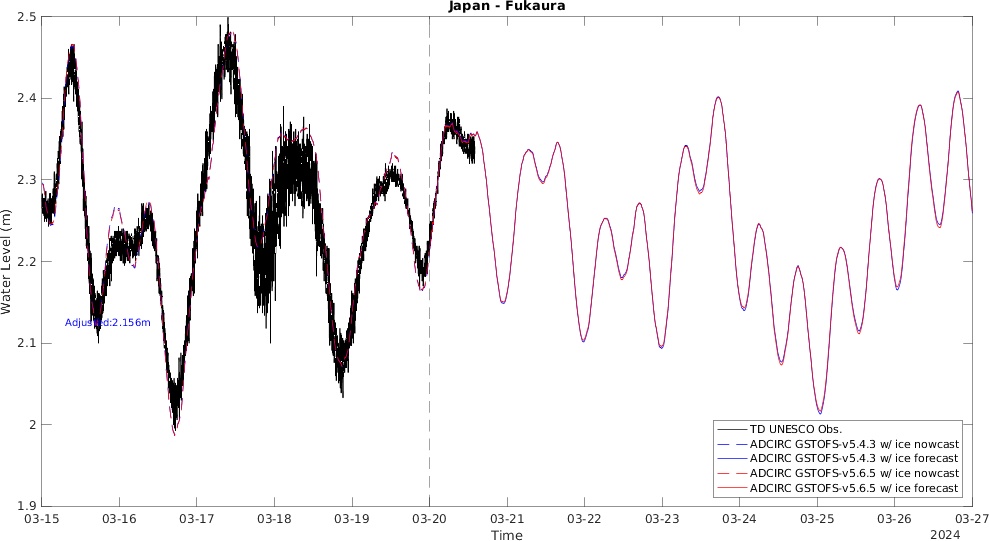 Japan - Fukaura
Water Level (m)
2.5
2.4
2.3
2.2
2.1
2
1.9
Adjusted:2.156m
TD UNESCO Obs.
ADCIRC GSTOFS-v5.4.3 w/ ice nowcast
ADCIRC GSTOFS-v5.4.3 w/ ice forecast
ADCIRC GSTOFS-v5.6.5 w/ ice nowcast
ADCIRC GSTOFS-v5.6.5 w/ ice forecast
03-15 03-16 03-17 03-18 03-19 03-20 03-21 03-22 03-23 03-24 03-25 03-26 03-27
Time
2024